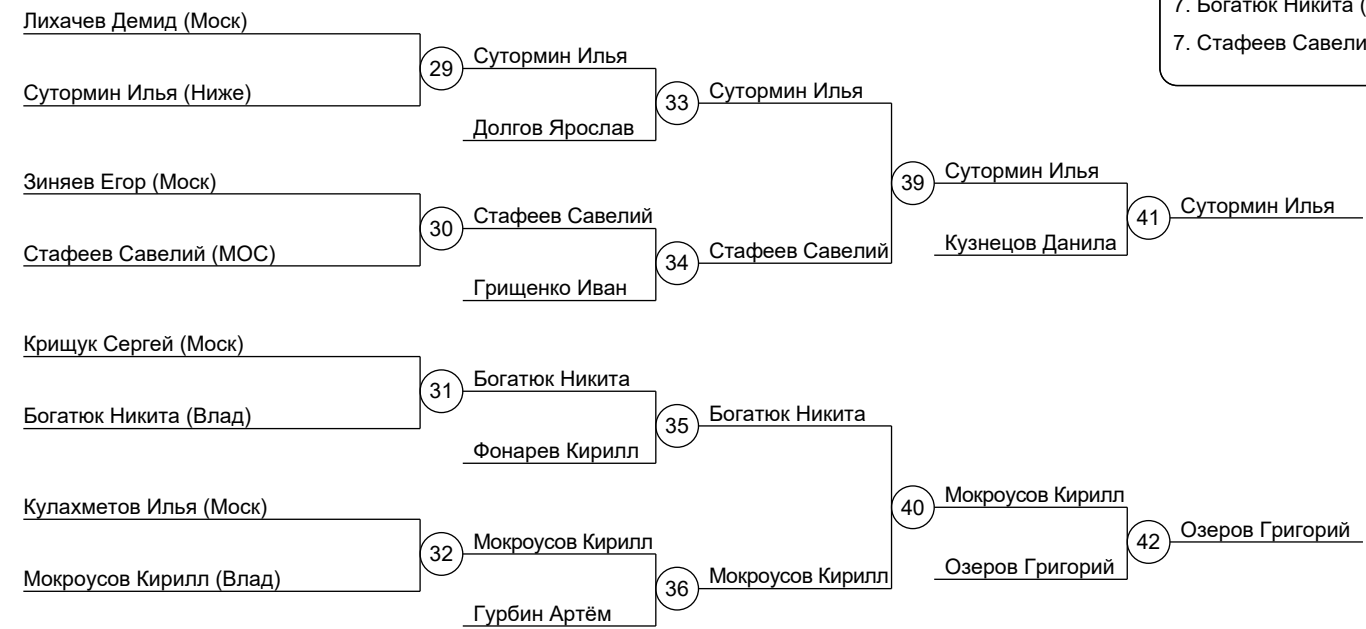 7. Богатюк Никита (
7. Стафеев Савели
Лихачев Демид (Моск)
29
Сутормин Илья
Сутормин Илья (Ниже)
33
Сутормин Илья
Долгов Ярослав
Зиняев Егор (Моск)
30
Стафеев Савелий
Стафеев Савелий (МОС)
34
Стафеев Савелий
Грищенко Иван
39
Сутормин Илья
Кузнецов Данила
41
Сутормин Илья
Крищук Сергей (Моск)
31
Богатюк Никита
Богатюк Никита (Влад)
35
Богатюк Никита
Фонарев Кирилл
Кулахметов Илья (Моск)
32
Мокроусов Кирилл
Мокроусов Кирилл (Влад)
36
Мокроусов Кирилл
Гурбин Артём
40
Мокроусов Кирилл
Озеров Григорий
42
Озеров Григорий